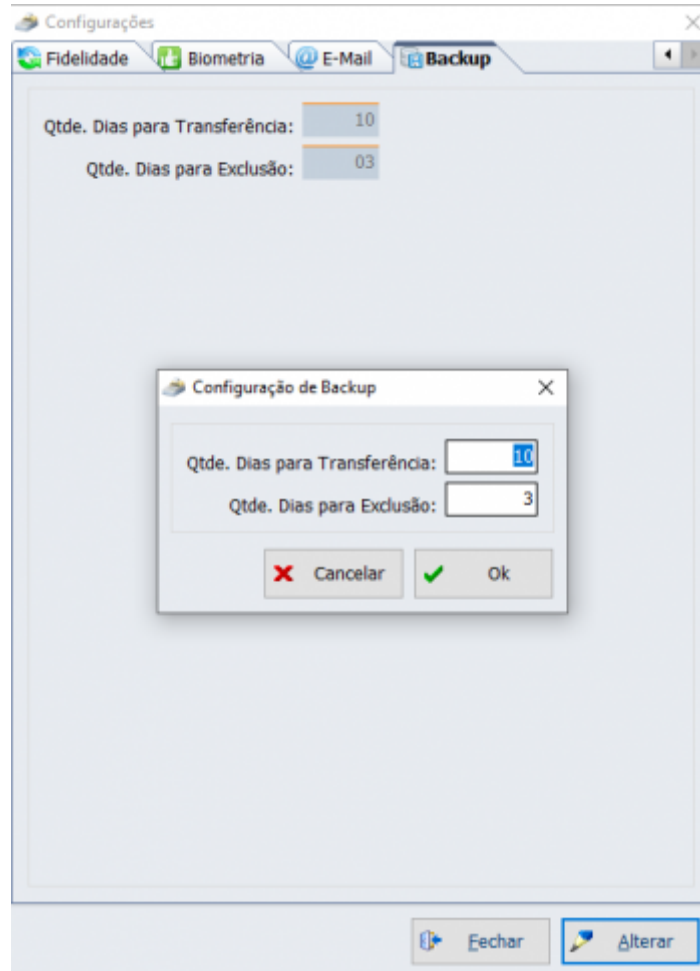 Configurações
Fidelidade Biometria E-Mail Backup
Qtde. Dias para Transferência: 10
Qtde. Dias para Exclusão: 03
Configuração de Backup
Qtde. Dias para Transferência: 10
Qtde. Dias para Exclusão: 3
Cancelar Ok
Fechar Alterar